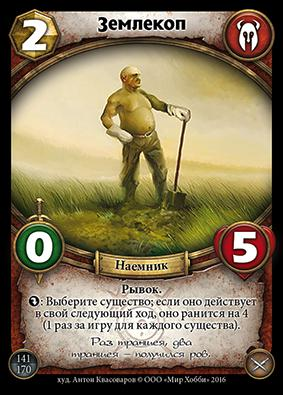 2
Землекоп
0
Наемник
5
Рывок.
: Выберите существо; если оно действует
в свой следующий ход, оно ранится на 4
(1 раз за игру для каждого существа).
Раз траншея, два
траншея – получился ров.
141
170
худ. Антон Квасоваров © ООО «Мир Хобби» 2016